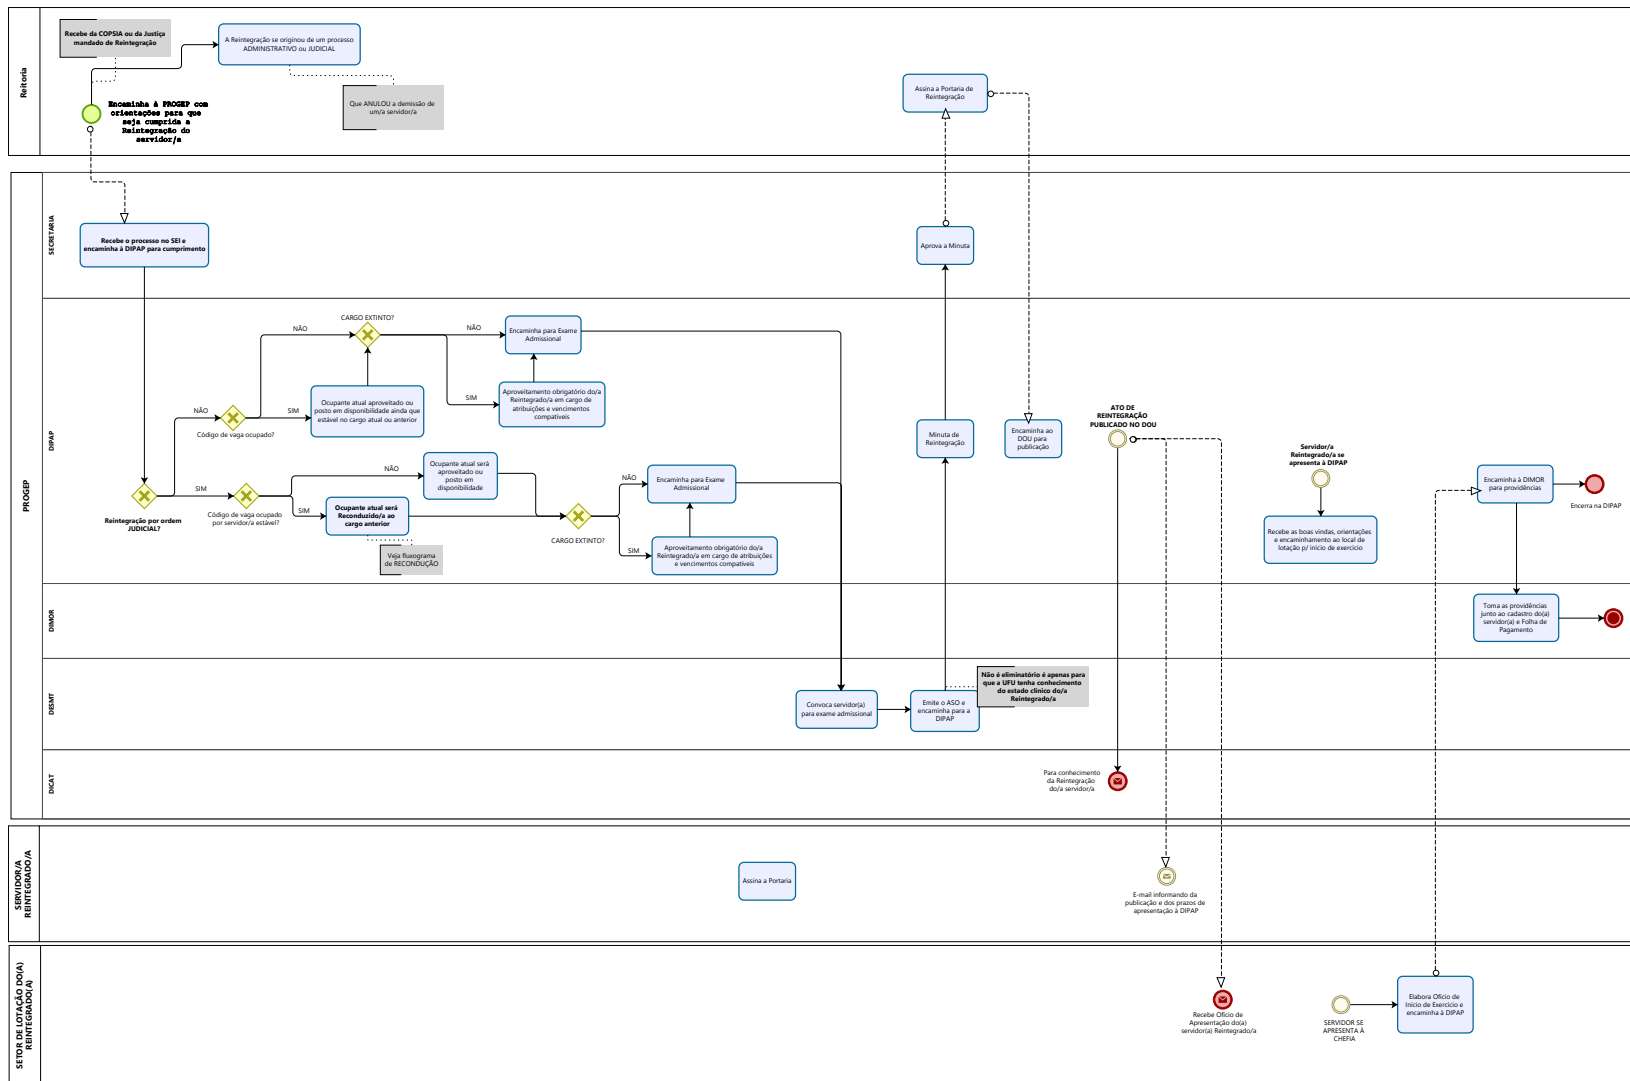 Reitoria
Recebe da COPSIA ou da Justiça
mandado de Reintegração
A Reintegração se originou de um processo
ADMINISTRATIVO ou JUDICIAL
Que ANULOU a demissão de
um/a servidor/a
Encaminha à PROGEP com
orientações para que
seja cumprida a
Reintegração do
servidor/a
Assina a Portaria de
Reintegração
PROGEP
SECRETARIA
Recebe o processo no SEI e
encaminha à DIPAP para cumprimento
Aprova a Minuta
DIPAP
CARGO EXTINTO?
NÃO
NÃO
Encaminha para Exame
Admissional
NÃO
SIM
Código de vaga ocupado?
Ocupante atual aproveitado ou
posto em disponibilidade ainda que
estável no cargo atual ou anterior
SIM
Aproveitamento obrigatório do/a
Reintegrado/a em cargo de
atribuições e vencimentos
compatíveis
Minuta de
Reintegração
Encaminha ao
DOU para
publicação
ATO DE
REINTEGRAÇÃO
PUBLICADO NO DOU
Servidor/a
Reintegrado/a se
apresenta à DIPAP
Recebe as boas vindas, orientações
e encaminhamento ao local de
lotação p/ início de exercício
Encaminha à DIMOR
para providências
Encerra na DIPAP
Reintegração por ordem
JUDICIAL?
SIM
Código de vaga ocupado
por servidor/a estável?
NÃO
Ocupante atual será
aproveitado ou
posto em
disponibilidade
SIM
Ocupante atual será
Reconduzido/a ao
cargo anterior
Veja fluxograma
de RECONDUÇÃO
CARGO EXTINTO?
NÃO
Encaminha para Exame
Admissional
SIM
Aproveitamento obrigatório do/a
Reintegrado/a em cargo de atribuições
e vencimentos compatíveis
DIMOR
Toma as providências
junto ao cadastro do(a)
servidor(a) e Folha de
Pagamento
DESMT
Convoca servidor(a)
para exame admissional
Emite o ASO e
encaminha para a
DIPAP
Não é eliminatório é apenas para
que a UFU tenha conhecimento
do estado clínico do/a
Reintegrado/a
DICAT
Para conhecimento
da Reintegração
do/a servidor/a
SERVIDOR/A
REINTEGRADO/A
Assina a Portaria
E-mail informando da
publicação e dos prazos de
apresentação à DIPAP
SETOR DE LOTAÇÃO DO(A)
REINTEGRADO(A)
Recebe Ofício de
Apresentação do(a)
servidor(a) Reintegrado/a
SERVIDOR SE
APRESENTA À
CHEFIA
Elabora Ofício de
Início de Exercício e
encaminha à DIPAP